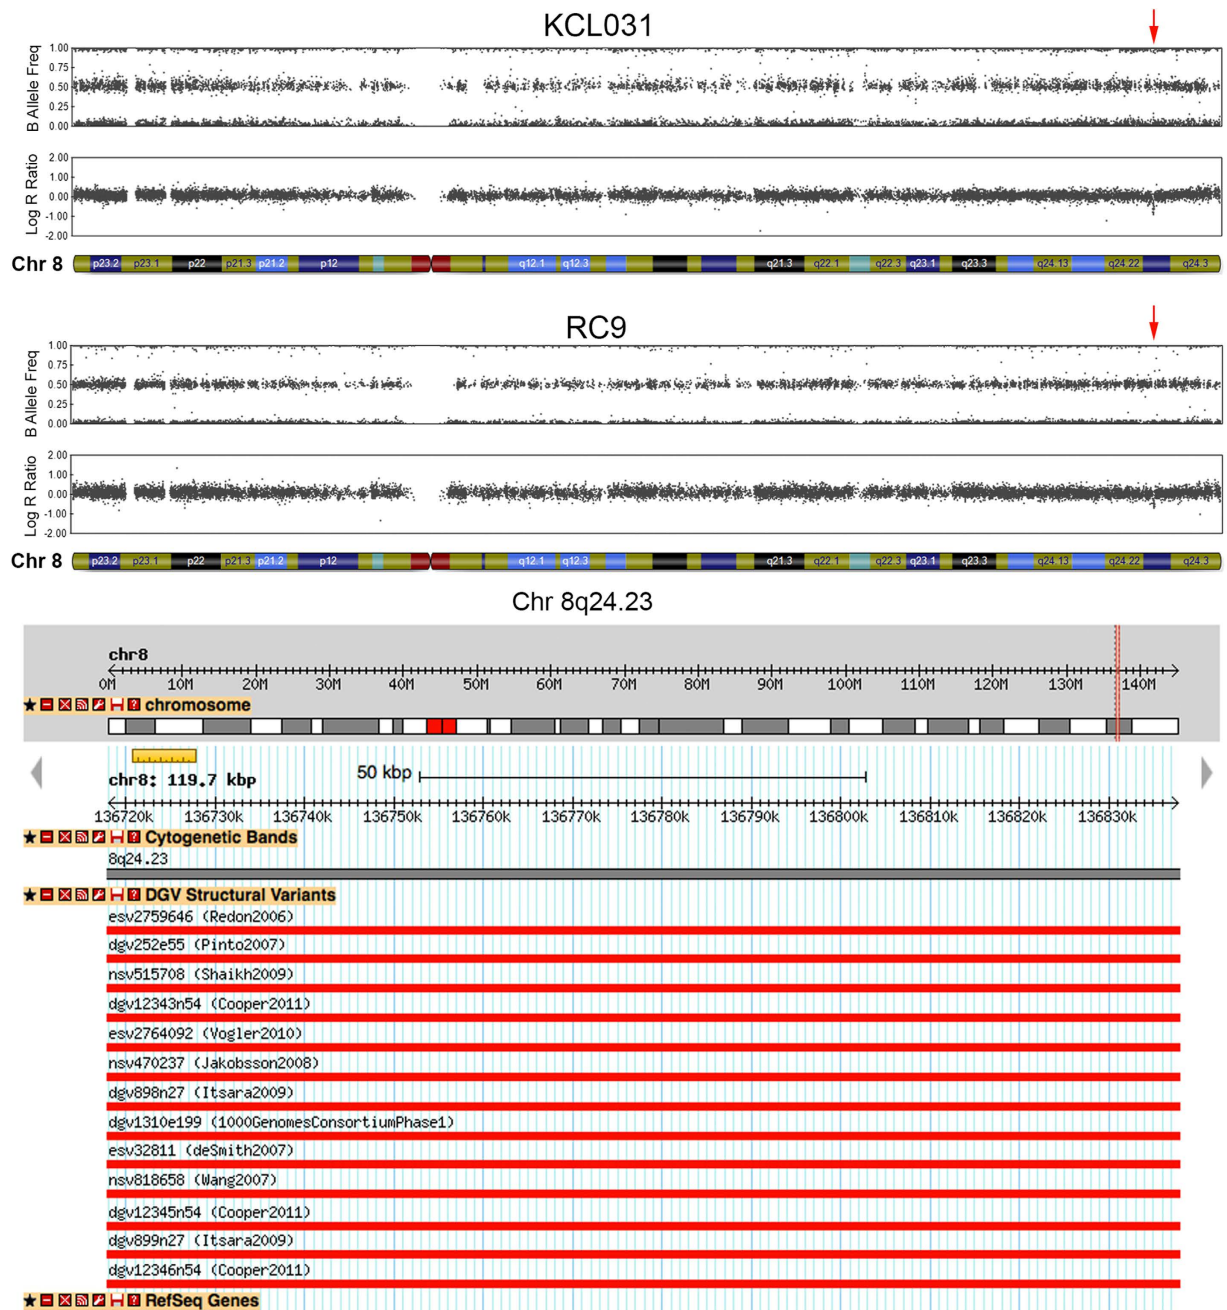 KCL031
B Allele Freq
1.00
0.75
0.50
0.25
0.00
Log R Ratio
2.00
1.00
0.00
-1.00
-2.00
Chr 8 p23.2 p23.1 p22 p21.3 p21.2 p12 q12.1 q12.3 q21.3 q22.1 q22.3 q23.1 q23.3 q24.13 q24.22 q24.3
RC9
B Allele Freq
1.00
0.75
0.50
0.25
0.00
Log R Ratio
2.00
1.00
0.00
-1.00
-2.00
Chr 8 p23.2 p23.1 p22 p21.3 p21.2 p12 q12.1 q12.3 q21.3 q22.1 q22.3 q23.1 q23.3 q24.13 q24.22 q24.3
Chr 8q24.23
chr8
0M 10M 20M 30M 40M 50M 60M 70M 80M 90M 100M 110M 120M 130M 140M
chromosome
50 kbp
chr8: 119.7 kbp
136720k 136730k 136740k 136750k 136760k 136770k 136780k 136790k 136800k 136810k 136820k 136830k
Cytogenetic Bands
8q24.23
DGV Structural Variants
esv2759646 (Redon2006)
dgv252e55 (Pinto2007)
nsv515708 (Shaikh2009)
dgv12343n54 (Cooper2011)
esv2764092 (Vogler2010)
nsv470237 (Jakobsson2008)
dgv898n27 (Itsara2009)
dgv1310e199 (1000GenomesConsortiumPhase1)
esv32811 (deSmith2007)
nsv818658 (Wang2007)
dgv12345n54 (Cooper2011)
dgv899n27 (Itsara2009)
dgv12346n54 (Cooper2011)
RefSeq Genes